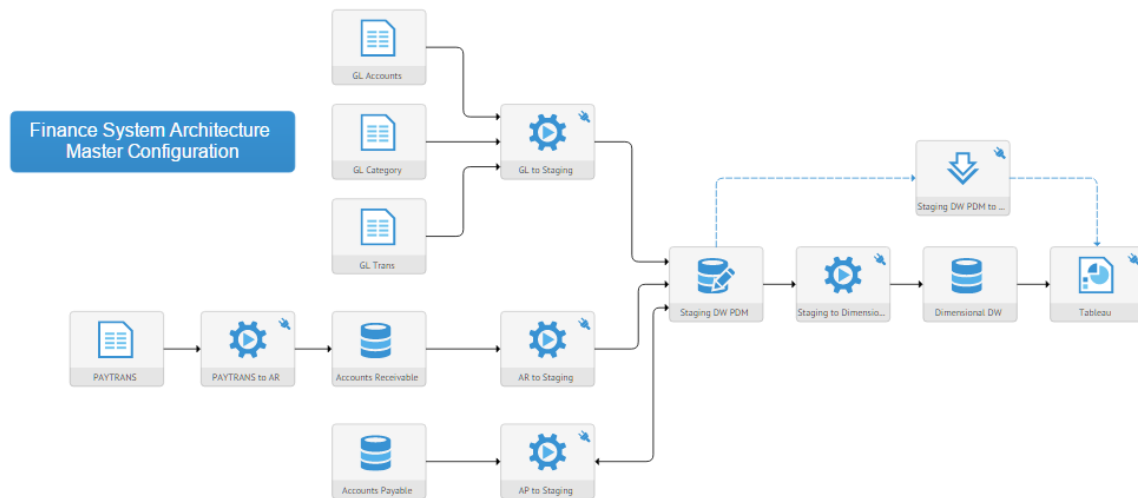 GL Accounts
Finance System Architecture
Master Configuration
GL Category
GL to Staging
Staging DW PDM to ...
GL Trans
Staging DW PDM
Staging to Dimensio...
Dimensional DW
Tableau
PAYTRANS
PAYTRANS to AR
Accounts Receivable
AR to Staging
Accounts Payable
AP to Staging